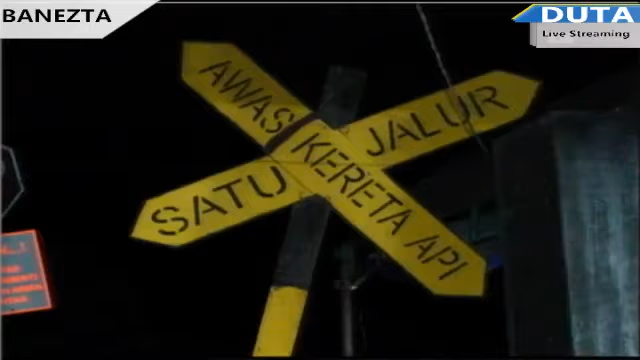 BANEZTA
DUTA
Live Streaming
AWAS KERETA API
SATU JALUR